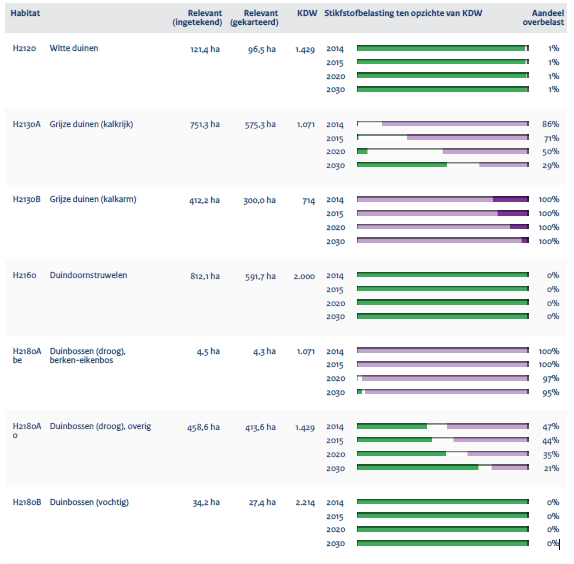 Habitat Relevant (ingetekend) Relevant (gekarteerd) KDW Stikfstofbelasting ten opzichte van KDW Aandeel overbelast
H2120 Witte duinen 121,4 ha 96,5 ha 1.429 2014 1%
2015 1%
2020 1%
2030 1%
H2130A Grijze duinen (kalkrijk) 751,3 ha 575,3 ha 1.071 2014 86%
2015 71%
2020 50%
2030 29%
H2130B Grijze duinen (kalkarm) 412,2 ha 300,0 ha 714 2014 100%
2015 100%
2020 100%
2030 100%
H2160 Duindoornstruwelen 812,1 ha 591,7 ha 2.000 2014 0%
2015 0%
2020 0%
2030 0%
H2180A be Duinbossen (droog), berken-eikenbos 4,5 ha 4,3 ha 1.071 2014 100%
2015 100%
2020 97%
2030 95%
H2180A o Duinbossen (droog), overig 458,6 ha 413,6 ha 1.429 2014 47%
2015 44%
2020 35%
2030 21%
H2180B Duinbossen (vochtig) 34,2 ha 27,4 ha 2.214 2014 0%
2015 0%
2020 0%
2030 0%